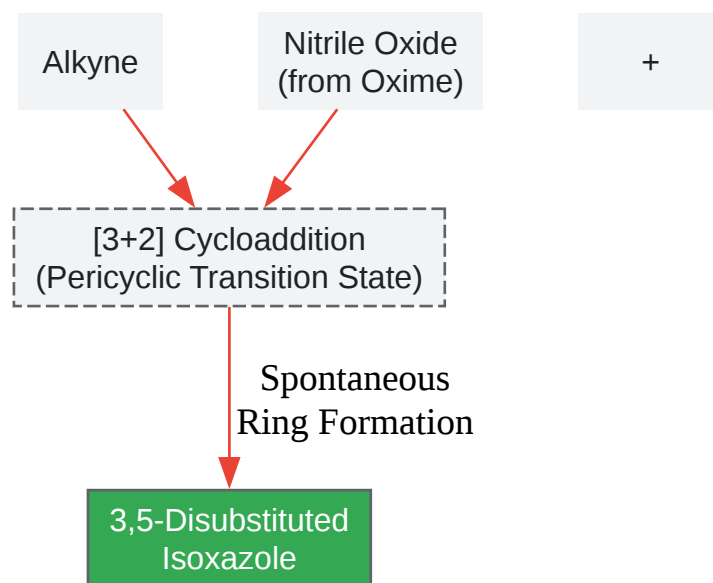 Alkyne
Nitrile Oxide
(from Oxime)
+
[3+2] Cycloaddition
(Pericyclic Transition State)
Spontaneous
Ring Formation
3,5-Disubstituted
Isoxazole